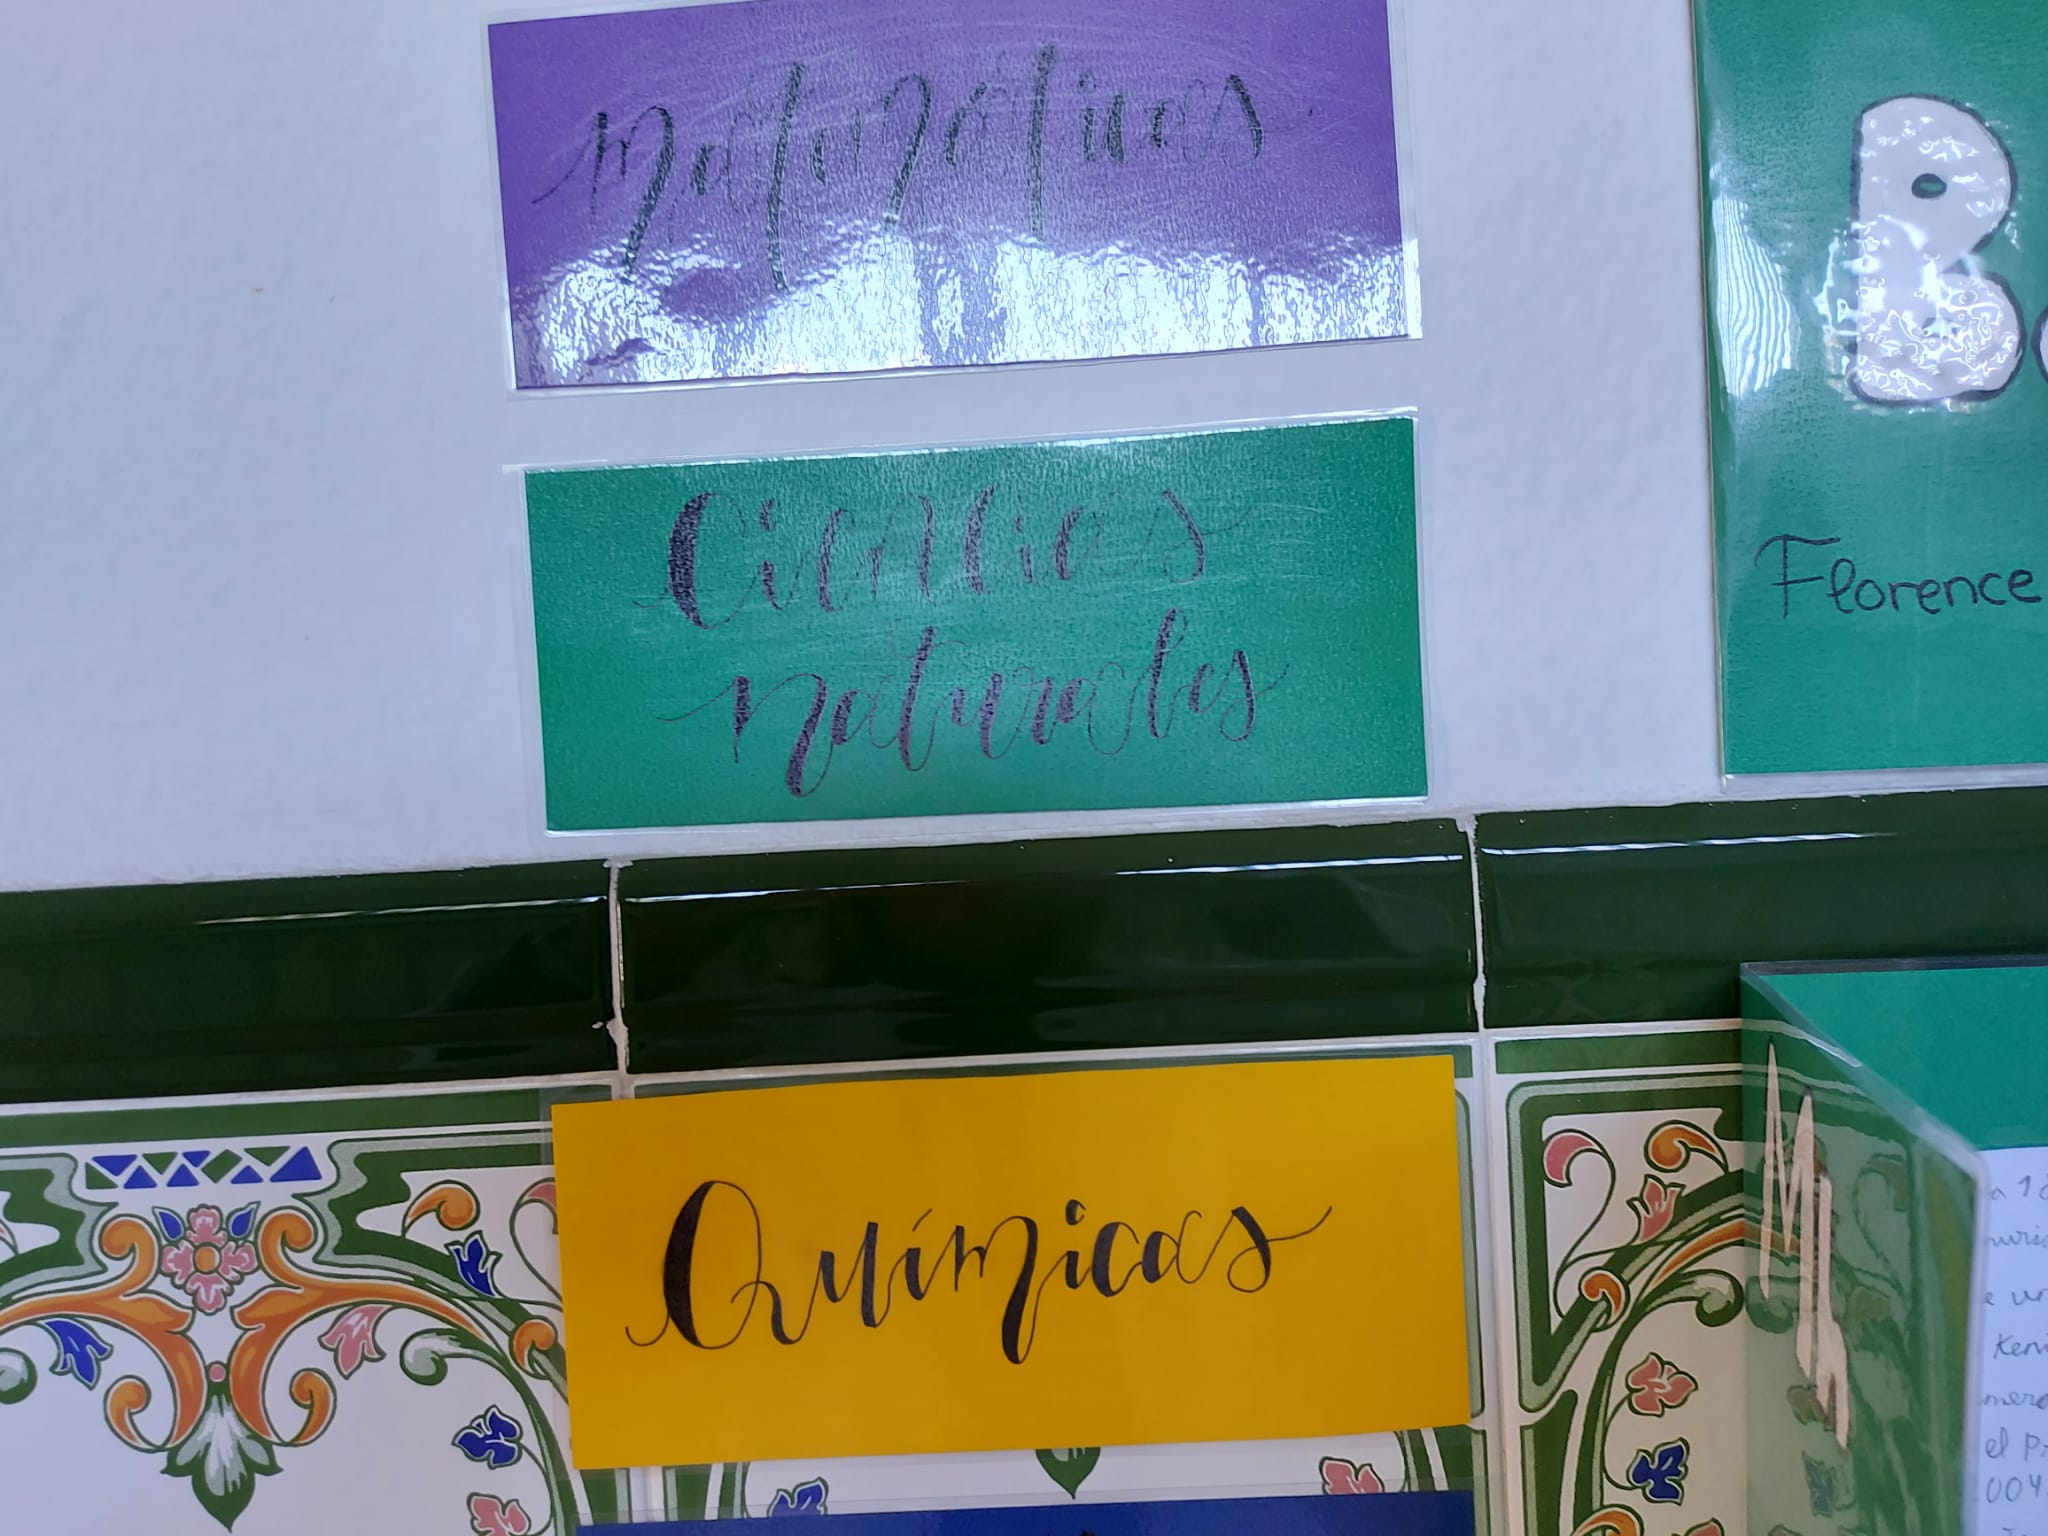 Matemáticas
Ciencias
naturales
B
Florence
Químicas